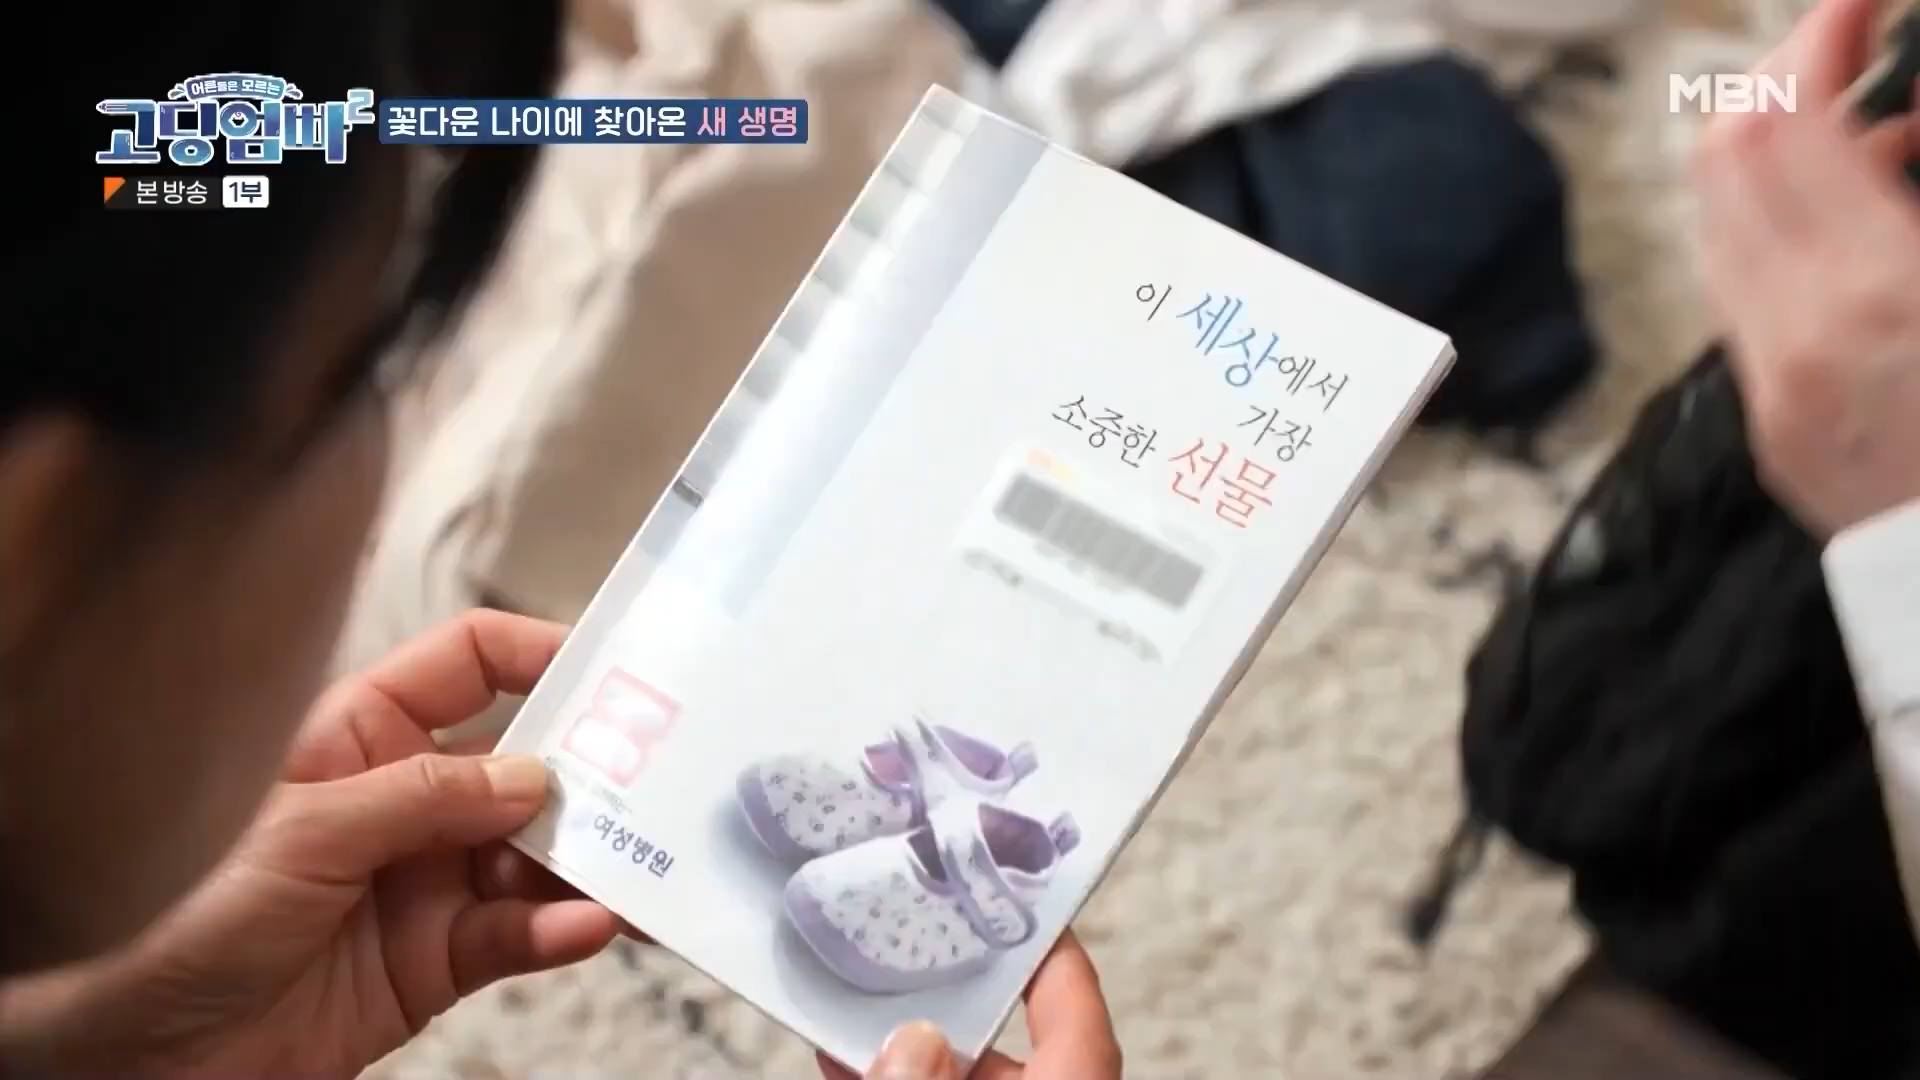 어른들은 모르는
고딩엄빠2
꽃다운 나이에 찾아온 새 생명
본방송 1부
MBN
이 세상에서
가장
소중한 선물
여성병원